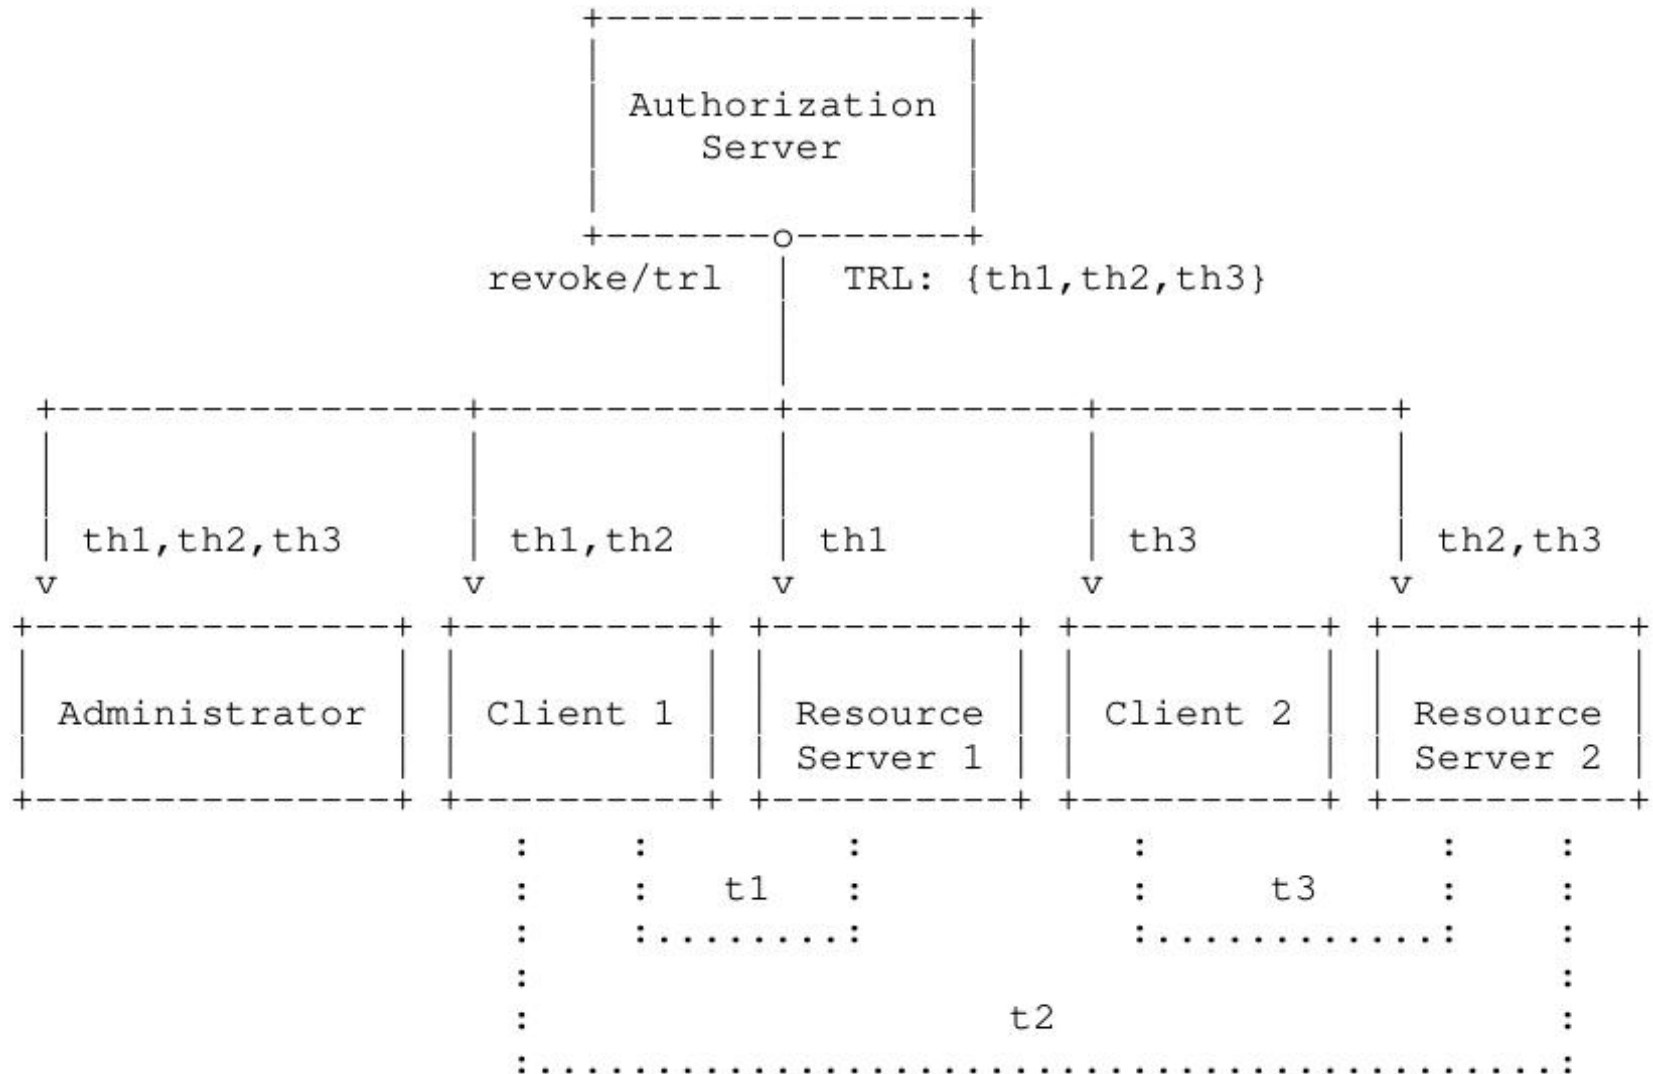 Authorization
Server
revoke/trl TRL: {th1,th2,th3}
th1,th2,th3 th1,th2 th1 th3 th2,th3
v v v v v
Administrator Client 1 Resource Client 2 Resource
Server 1 Server 2
t1 t3
t2